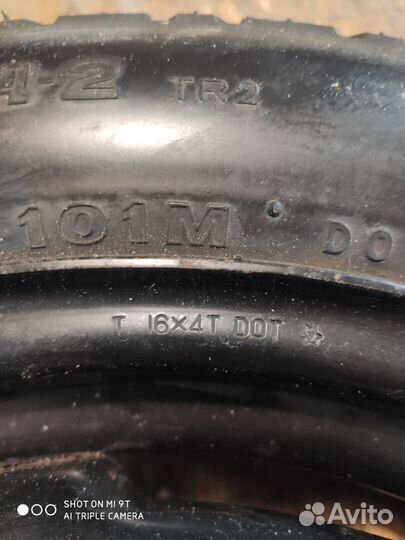 4-2 TR2
101M DO
T 16X4T DOT
SHOT ON MI 9T
AI TRIPLE CAMERA
Avito